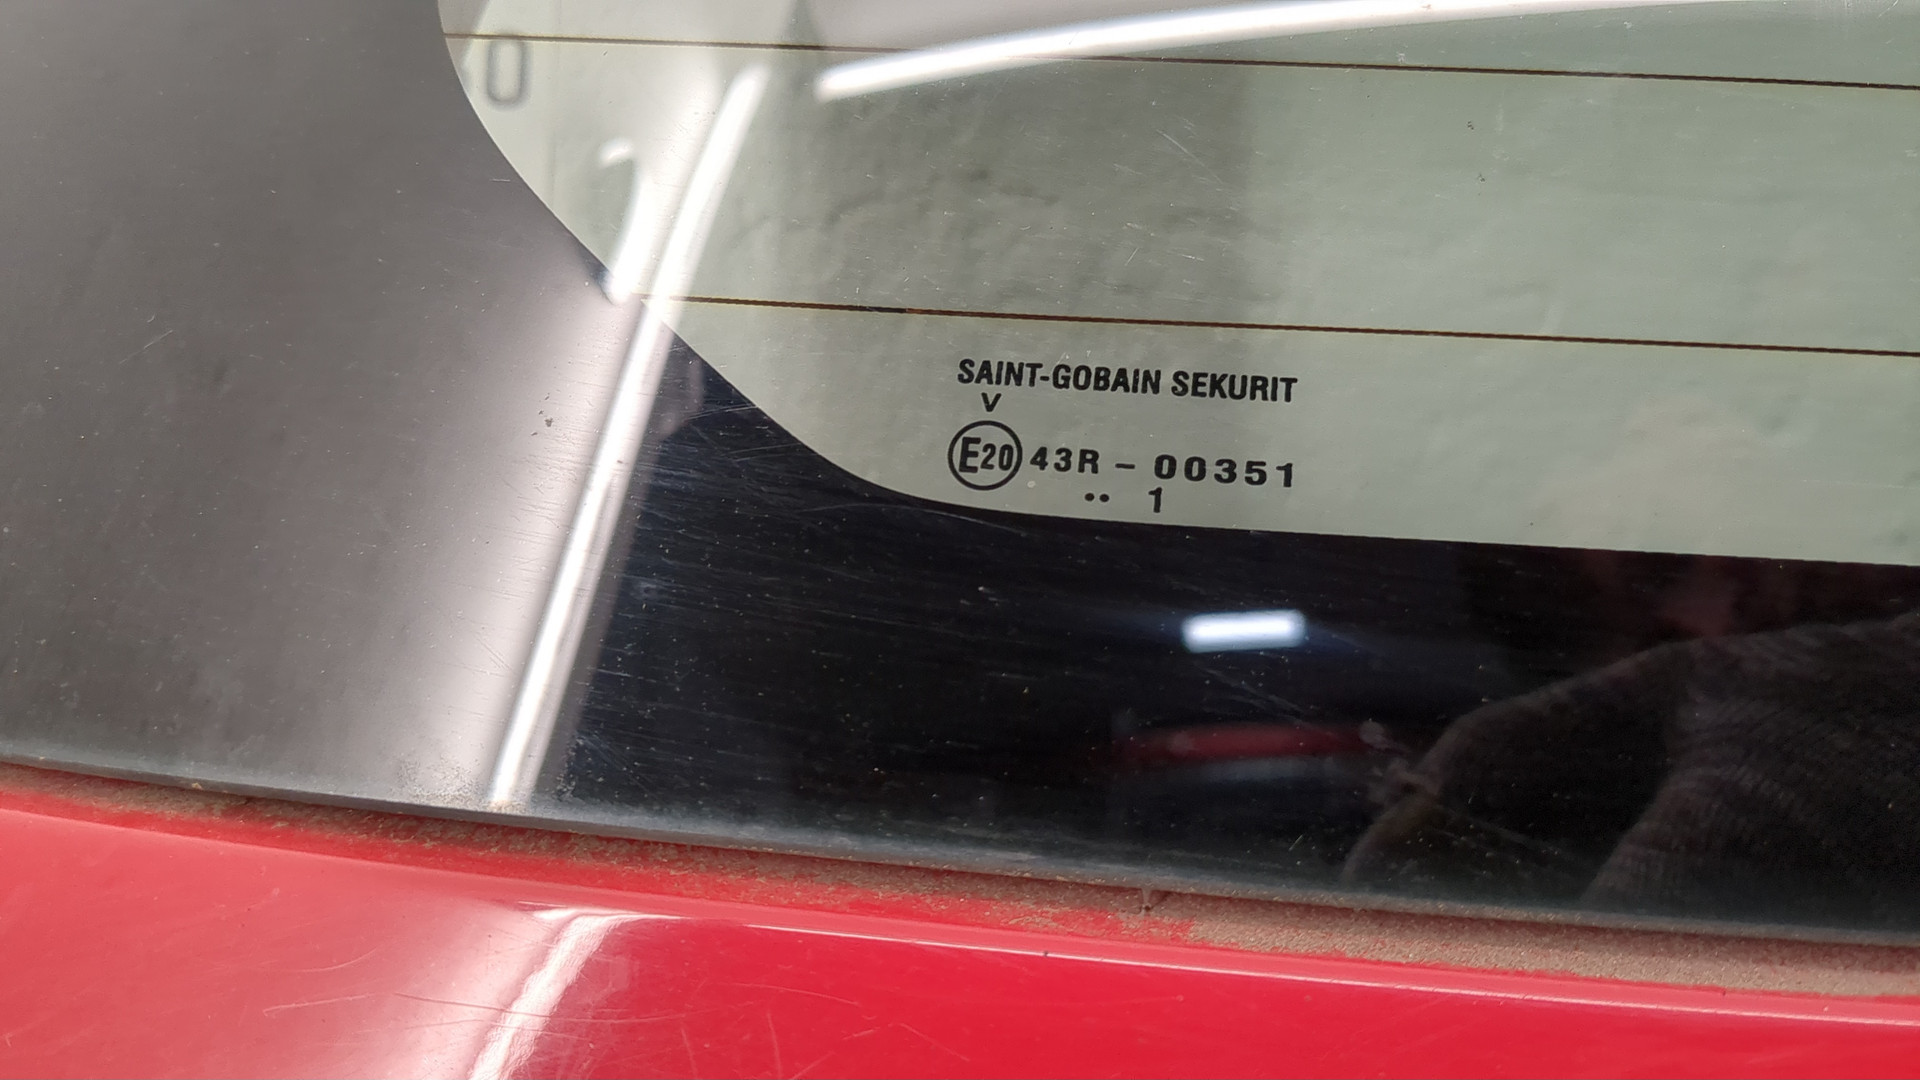 SAINT-GOBAIN SEKURIT
V
E20 43R - 00351
•• 1